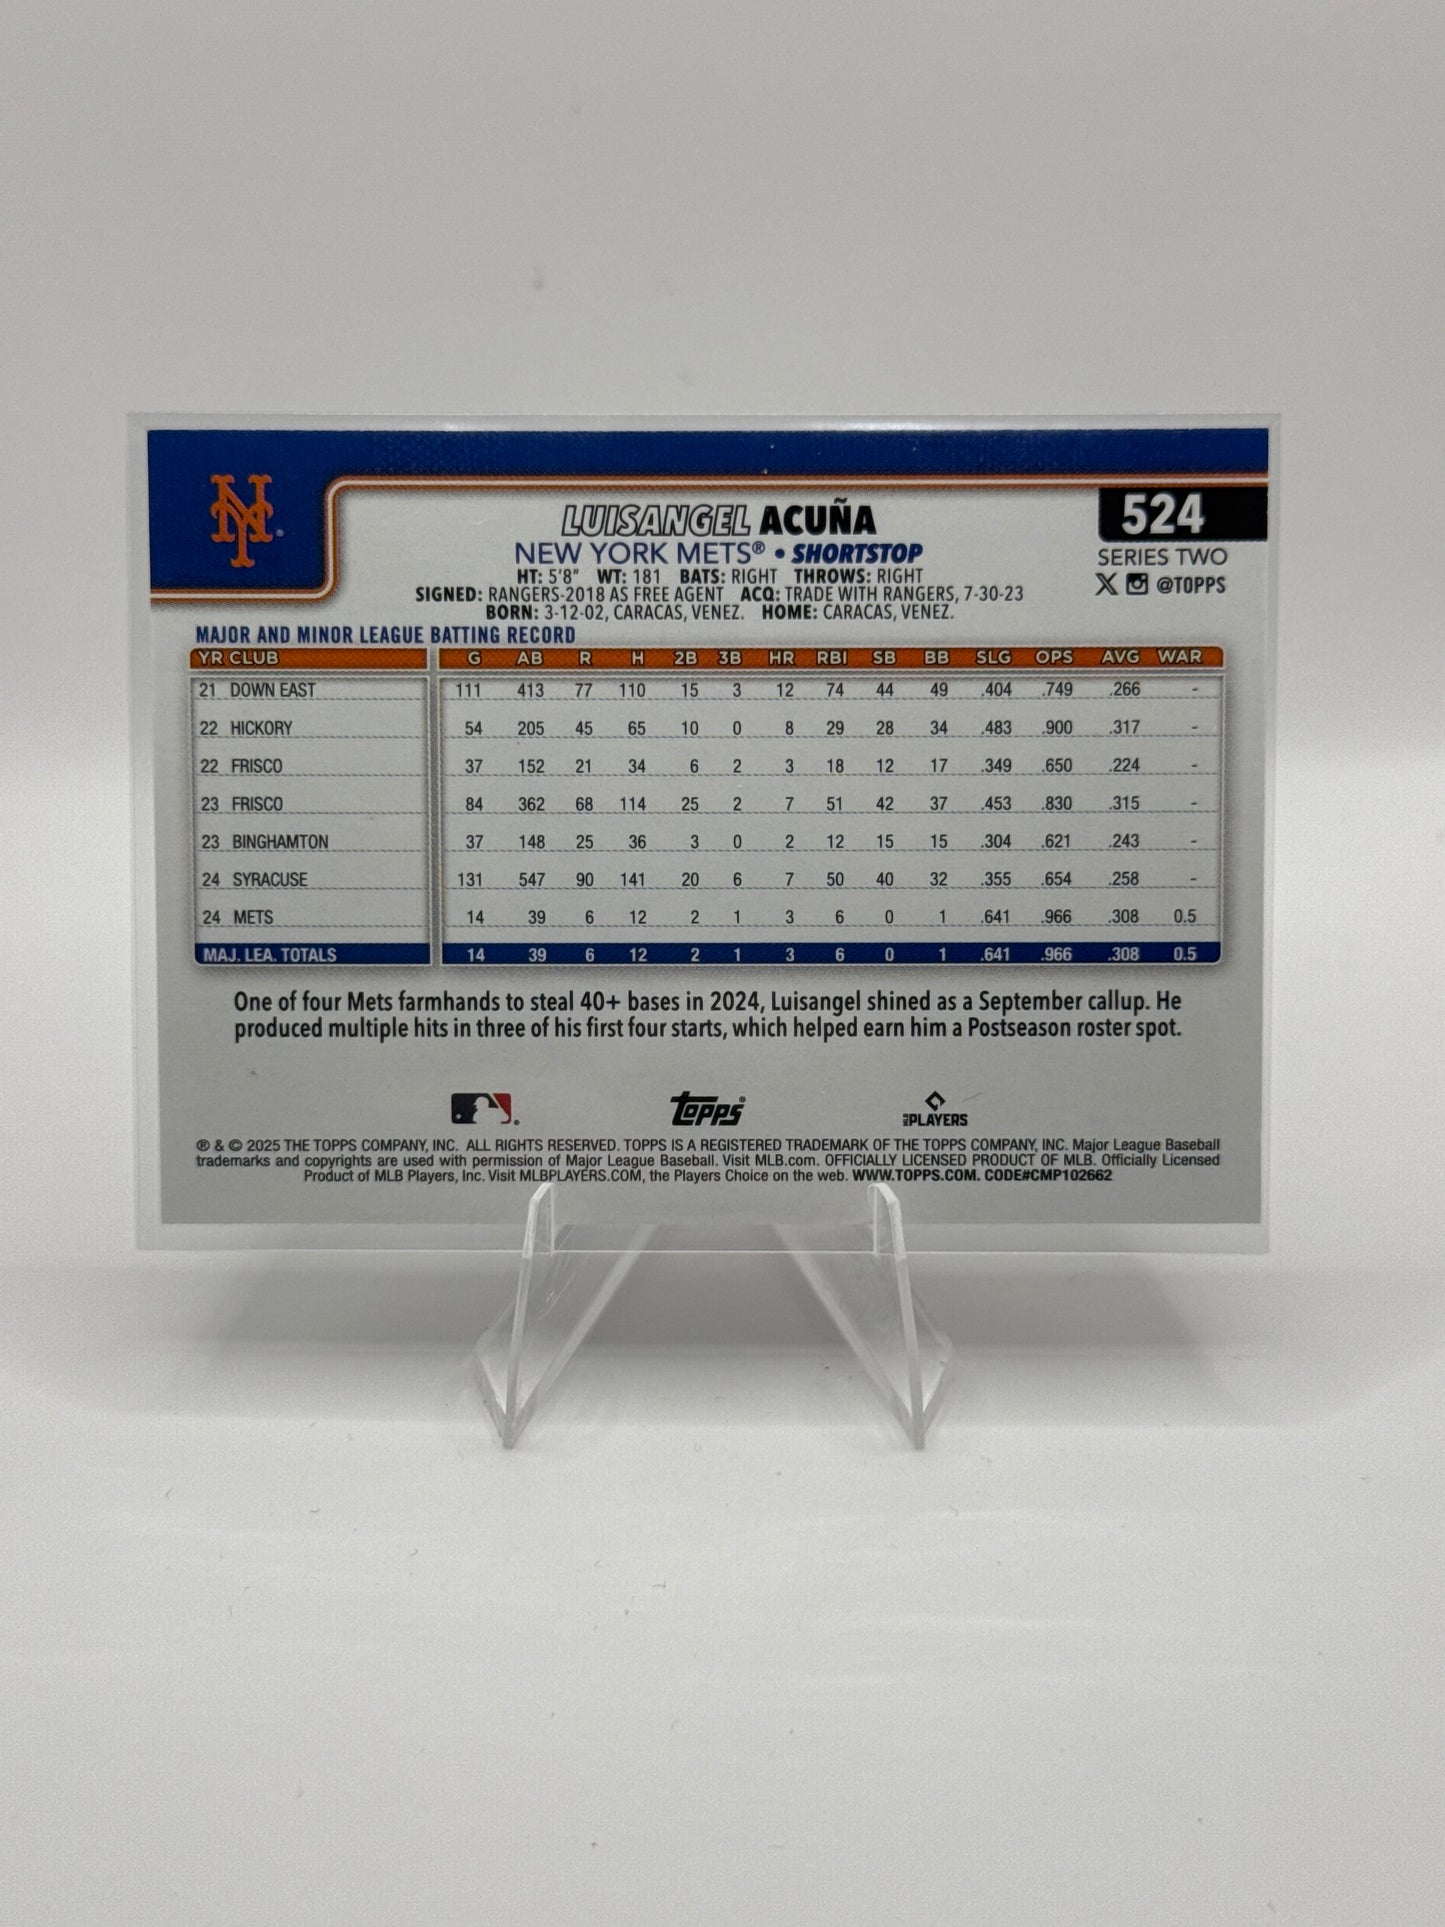 NY
LUISANGEL ACUÑA
524
NEW YORK METS® • SHORTSTOP
SERIES TWO
HT: 5'8" WT: 181 BATS: RIGHT THROWS: RIGHT
@TOPPS
SIGNED: RANGERS-2018 AS FREE AGENT ACQ: TRADE WITH RANGERS, 7-30-23
BORN: 3-12-02, CARACAS, VENEZ. HOME: CARACAS, VENEZ.
MAJOR AND MINOR LEAGUE BATTING RECORD
YR CLUB G AB R H 2B 3B HR RBI SB BB SLG OPS AVG WAR
21 DOWN EAST 111 413 77 110 15 3 12 74 44 49 .404 .749 .266 -
22 HICKORY 54 205 45 65 10 0 8 29 28 34 .483 .900 .317 -
22 FRISCO 37 152 21 34 6 2 3 18 12 17 .349 .650 .224 -
23 FRISCO 84 362 68 114 25 2 7 51 42 37 .453 .830 .315 -
23 BINGHAMTON 37 148 25 36 3 0 2 12 15 15 .304 .621 .243 -
24 SYRACUSE 131 547 90 141 20 6 7 50 40 32 .355 .654 .258 -
24 METS 14 39 6 12 2 1 3 6 0 1 .641 .966 .308 0.5
MAJ. LEA. TOTALS 14 39 6 12 2 1 3 6 0 1 .641 .966 .308 0.5
One of four Mets farmhands to steal 40+ bases in 2024, Luisangel shined as a September callup. He
produced multiple hits in three of his first four starts, which helped earn him a Postseason roster spot.
Topps®
MLB PLAYERS
® & © 2025 THE TOPPS COMPANY, INC. ALL RIGHTS RESERVED. TOPPS IS A REGISTERED TRADEMARK OF THE TOPPS COMPANY, INC. Major League Baseball
trademarks and copyrights are used with permission of Major League Baseball. Visit MLB.com. OFFICIALLY LICENSED PRODUCT OF MLB. Officially Licensed
Product of MLB Players, Inc. Visit MLBPLAYERS.COM, the Players Choice on the web. WWW.TOPPS.COM. CODE#CMP102662